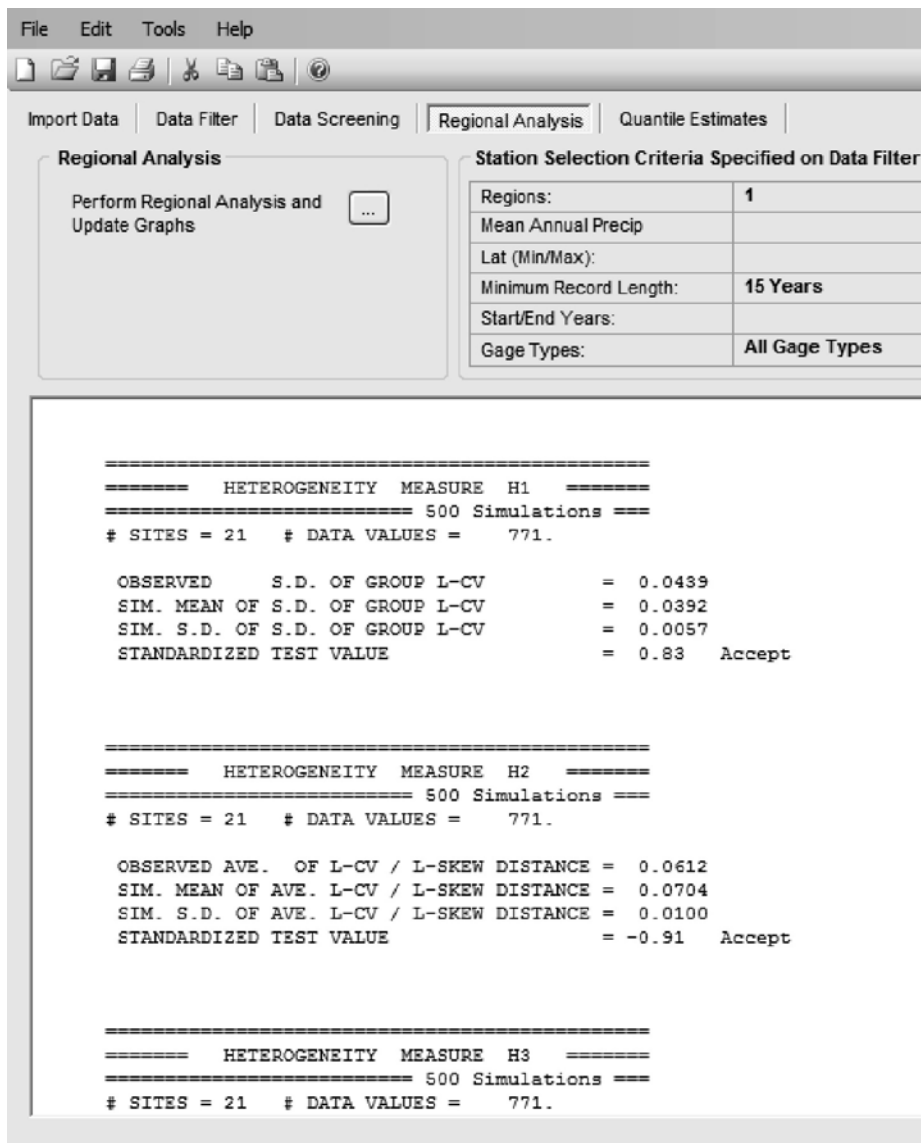 File Edit Tools Help
Import Data Data Filter Data Screening Regional Analysis Quantile Estimates
Regional Analysis
Perform Regional Analysis and
Update Graphs
...
Station Selection Criteria Specified on Data Filter
Regions: 1
Mean Annual Precip
Lat (Min/Max):
Minimum Record Length: 15 Years
Start/End Years:
Gage Types: All Gage Types
==============================================
======= HETEROGENEITY MEASURE H1 =======
========================== 500 Simulations ===
# SITES = 21 # DATA VALUES = 771.
OBSERVED S.D. OF GROUP L-CV = 0.0439
SIM. MEAN OF S.D. OF GROUP L-CV = 0.0392
SIM. S.D. OF S.D. OF GROUP L-CV = 0.0057
STANDARDIZED TEST VALUE = 0.83 Accept
==============================================
======= HETEROGENEITY MEASURE H2 =======
========================== 500 Simulations ===
# SITES = 21 # DATA VALUES = 771.
OBSERVED AVE. OF L-CV / L-SKEW DISTANCE = 0.0612
SIM. MEAN OF AVE. L-CV / L-SKEW DISTANCE = 0.0704
SIM. S.D. OF AVE. L-CV / L-SKEW DISTANCE = 0.0100
STANDARDIZED TEST VALUE = -0.91 Accept
==============================================
======= HETEROGENEITY MEASURE H3 =======
========================== 500 Simulations ===
# SITES = 21 # DATA VALUES = 771.